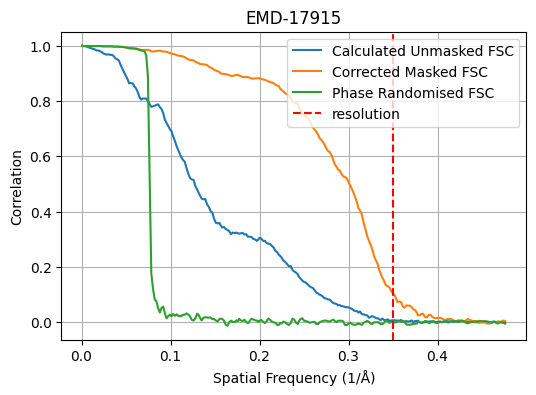 EMD-17915
Calculated Unmasked FSC
Corrected Masked FSC
Phase Randomised FSC
resolution
Correlation
1.0
0.8
0.6
0.4
0.2
0.0
0.0 0.1 0.2 0.3 0.4
Spatial Frequency (1/Å)